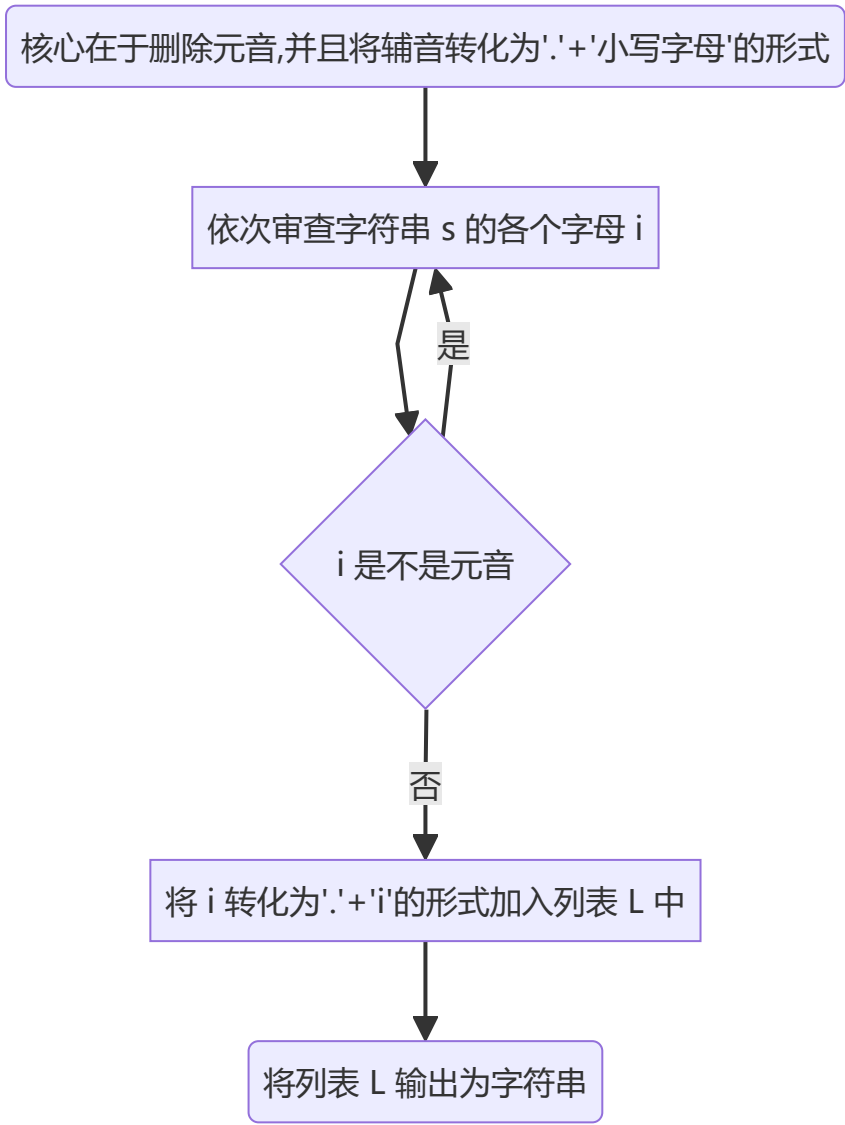 核心在于删除元音,并且将辅音转化为'.'+'小写字母'的形式
依次审查字符串 s 的各个字母 i
是
i 是不是元音
否
将 i 转化为'.'+'i'的形式加入列表 L 中
将列表 L 输出为字符串